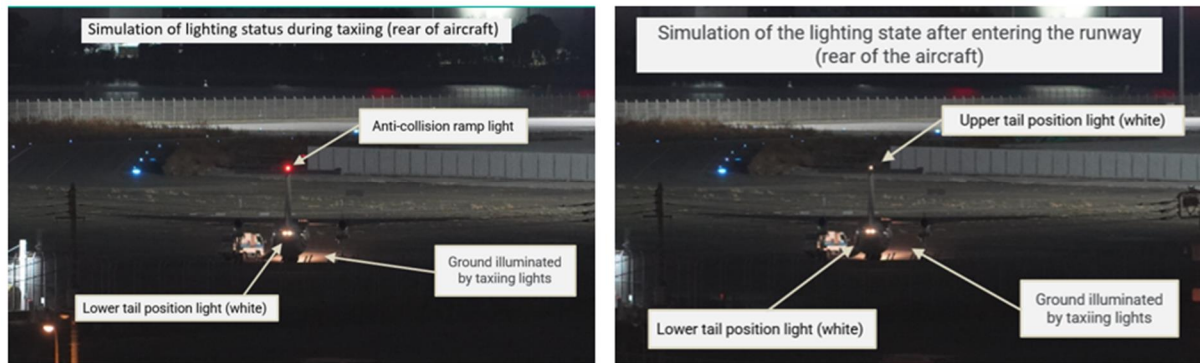 Simulation of lighting status during taxiing (rear of aircraft)
Anti-collision ramp light
Ground illuminated
by taxiing lights
Lower tail position light (white)
Simulation of the lighting state after entering the runway
(rear of the aircraft)
Upper tail position light (white)
Ground illuminated
by taxiing lights
Lower tail position light (white)